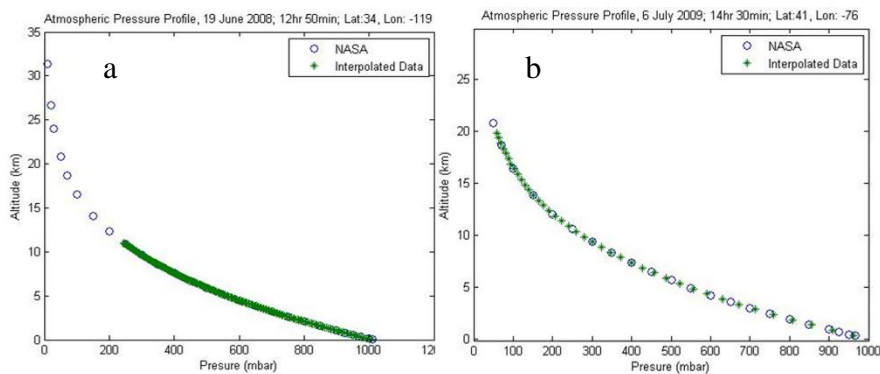 Atmospheric Pressure Profile, 19 June 2008; 12hr 50min; Lat:34, Lon: -119
35
30
25
20
15
10
5
0
Altitude (km)
a
NASA
Interpolated Data
0
200
400
600
800
1000
120
Presure (mbar)
Atmospheric Pressure Profile, 6 July 2009; 14hr 30min; Lat:41, Lon: -76
25
20
15
10
5
0
Altitude (km)
b
NASA
Interpolated Data
0
100
200
300
400
500
600
700
800
900
1000
Presure (mbar)